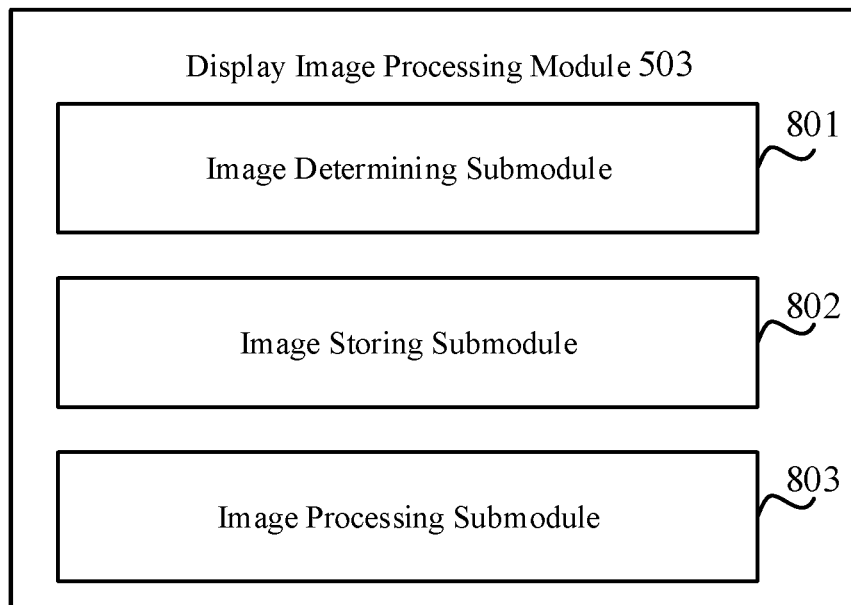 Display Image Processing Module 503
801
Image Determining Submodule
802
Image Storing Submodule
803
Image Processing Submodule